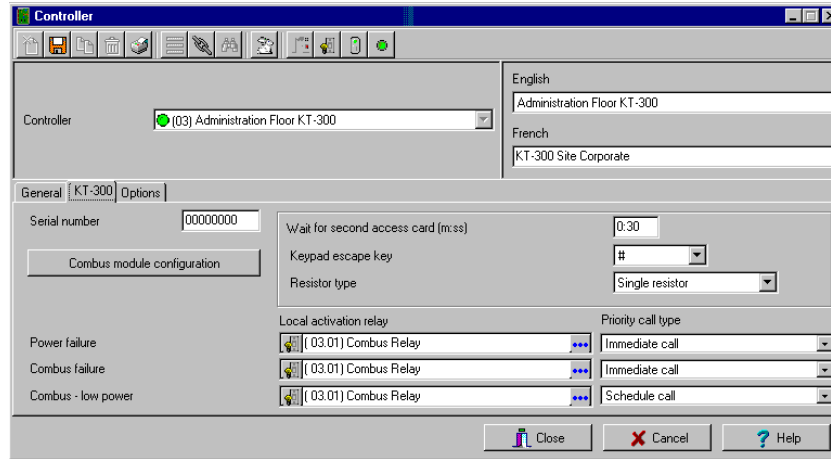 Controller
English
Administration Floor KT-300
Controller
(03) Administration Floor KT-300
French
KT-300 Site Corporate
General
KT-300
Options
Serial number
00000000
Wait for second access card (m:ss)
0:30
Combus module configuration
Keypad escape key
#
Resistor type
Single resistor
Local activation relay
Priority call type
Power failure
( 03.01) Combus Relay
Immediate call
Combus failure
( 03.01) Combus Relay
Immediate call
Combus - low power
( 03.01) Combus Relay
Schedule call
Close
Cancel
? Help